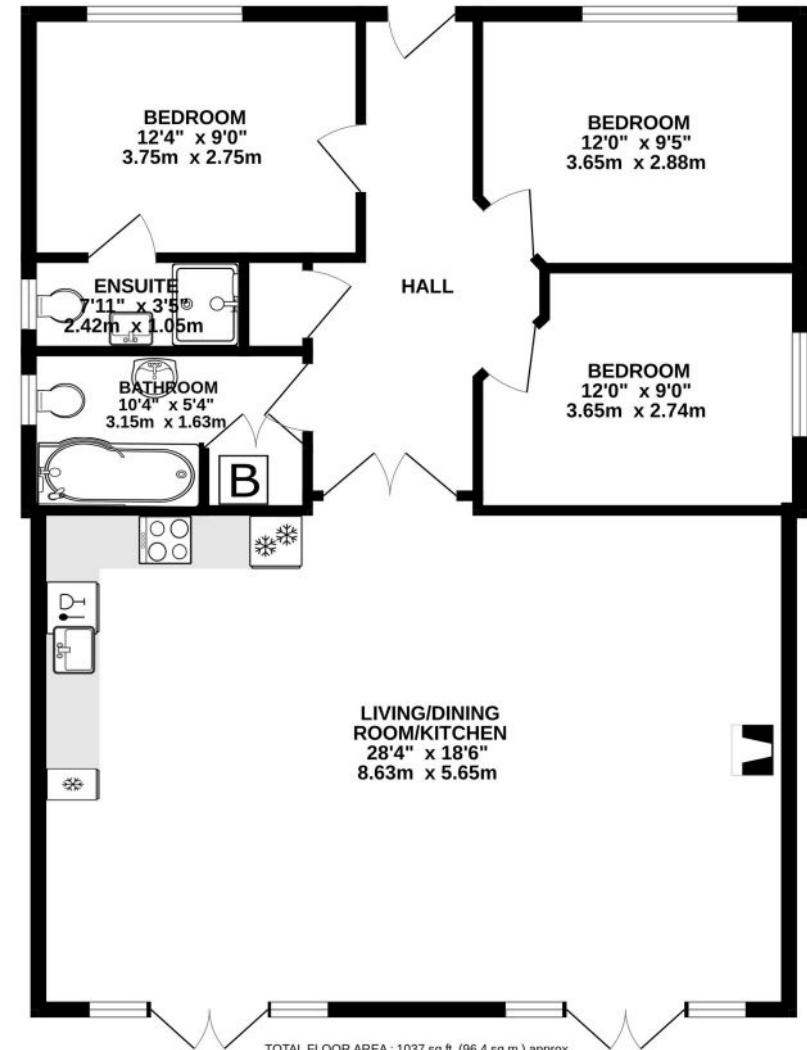 BEDROOM
12'4" x 9'0"
3.75m x 2.75m
BEDROOM
12'0" x 9'5"
3.65m x 2.88m
ENSUITE
7'11" x 3'5"
2.42m x 1.05m
HALL
BATHROOM
10'4" x 5'4"
3.15m x 1.63m
BEDROOM
12'0" x 9'0"
3.65m x 2.74m
B
LIVING/DINING
ROOM/KITCHEN
28'4" x 18'6"
8.63m x 5.65m
TOTAL FLOOR AREA : 1037 sq.ft. (96.4 sq.m.) approx.